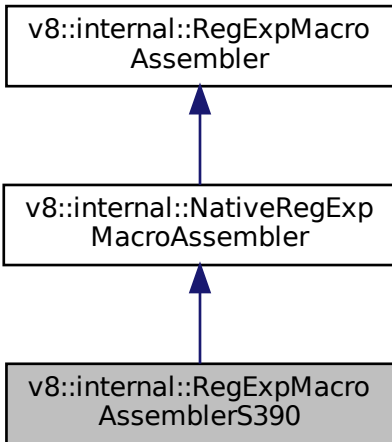 v8::internal::RegExpMacro
Assembler
v8::internal::NativeRegExp
MacroAssembler
v8::internal::RegExpMacro
AssemblerS390